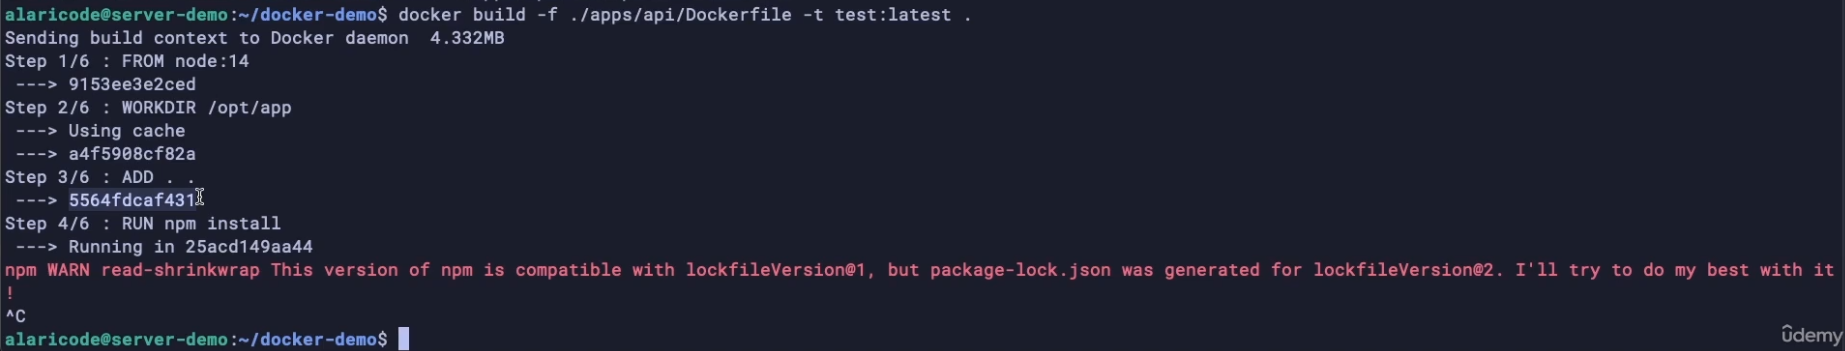 alaricode@server-demo:~/docker-demo$ docker build -f ./apps/api/Dockerfile -t test:latest .
Sending build context to Docker daemon  4.332MB
Step 1/6 : FROM node:14
 ---> 9153ee3e2ced
Step 2/6 : WORKDIR /opt/app
 ---> Using cache
 ---> a4f5908cf82a
Step 3/6 : ADD . .
 ---> 5564fdcaf431
Step 4/6 : RUN npm install
 ---> Running in 25acd149aa44
npm WARN read-shrinkwrap This version of npm is compatible with lockfileVersion@1, but package-lock.json was generated for lockfileVersion@2. I'll try to do my best with it
!
^C
alaricode@server-demo:~/docker-demo$
ûdemy